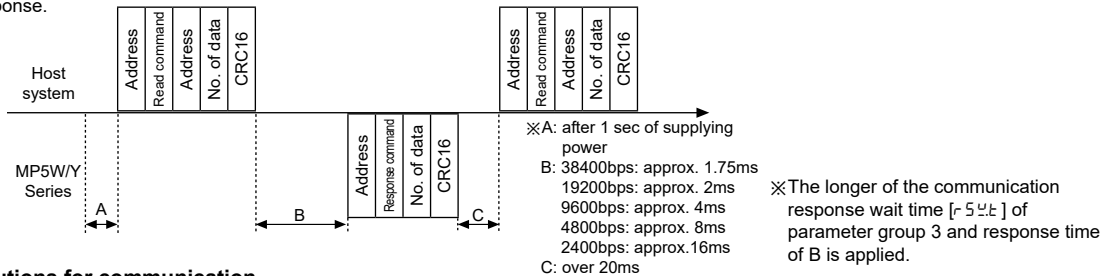 ponse.
Host
system
Address
Read command
Address
No. of data
CRC16
Address
Read command
Address
No. of data
CRC16
MP5W/Y
Series
A
B
Address
Response command
No. of data
CRC16
C
※A: after 1 sec of supplying
power
B: 38400bps: approx. 1.75ms
19200bps: approx. 2ms
9600bps: approx. 4ms
4800bps: approx. 8ms
2400bps: approx.16ms
C: over 20ms
※The longer of the communication
response wait time [rSY.t] of
parameter group 3 and response time
of B is applied.
utions for communication